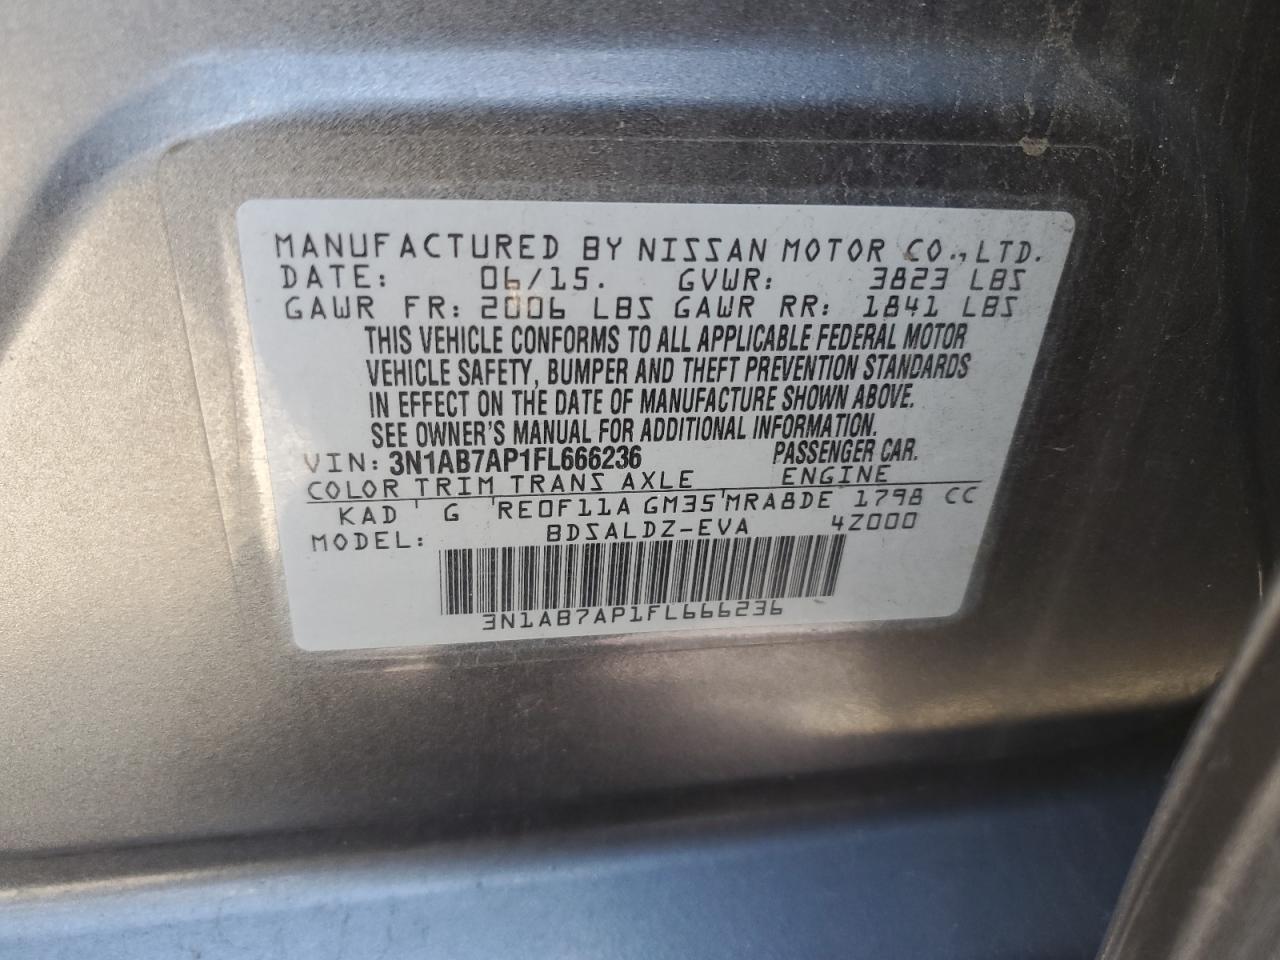 MANUFACTURED BY NISSAN MOTOR CO.,LTD.
DATE: 06/15. GVWR: 3823 LBS
GAWR FR: 2006 LBS GAWR RR: 1841 LBS
THIS VEHICLE CONFORMS TO ALL APPLICABLE FEDERAL MOTOR
VEHICLE SAFETY, BUMPER AND THEFT PREVENTION STANDARDS
IN EFFECT ON THE DATE OF MANUFACTURE SHOWN ABOVE.
SEE OWNER'S MANUAL FOR ADDITIONAL INFORMATION.
VIN: 3N1AB7AP1FL666236 PASSENGER CAR.
COLOR TRIM TRANS AXLE ENGINE
KAD ' G 'RE0F11A GM35'MRA8DE 1798 CC
MODEL: BDSALDZ-EVA 4Z000
3N1AB7AP1FL666236